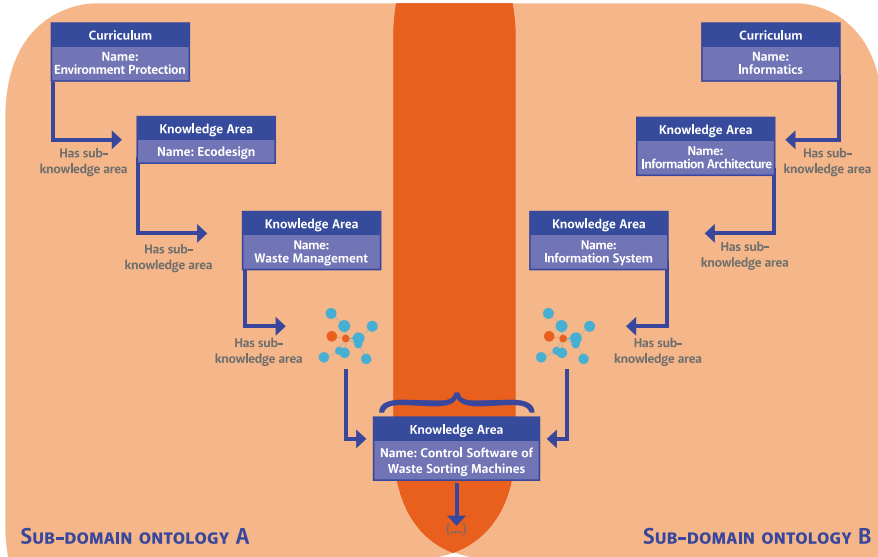 Curriculum
Name:
Environment Protection
Has sub-
knowledge area
Knowledge Area
Name: Ecodesign
Has sub-
knowledge area
Knowledge Area
Name:
Waste Management
Has sub-
knowledge area
Curriculum
Name:
Informatics
Has sub-
knowledge area
Knowledge Area
Name:
Information Architecture
Has sub-
knowledge area
Knowledge Area
Name:
Information System
Has sub-
knowledge area
Knowledge Area
Name: Control Software of
Waste Sorting Machines
(....)
SUB-DOMAIN ONTOLOGY A
SUB-DOMAIN ONTOLOGY B